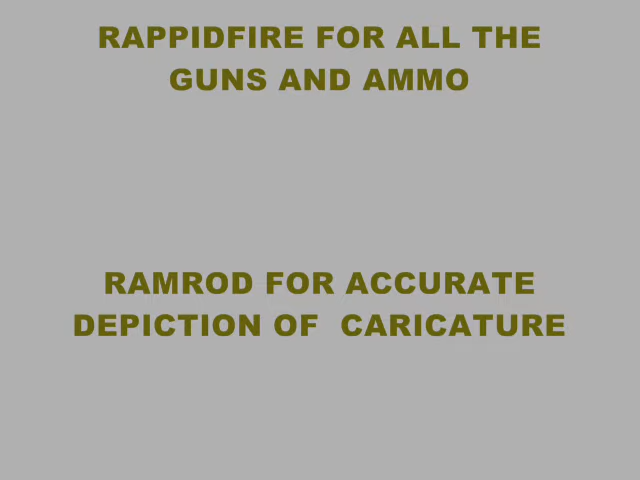 RAPPIDFIRE FOR ALL THE
GUNS AND AMMO
RAMROD FOR ACCURATE
DEPICTION OF  CARICATURE